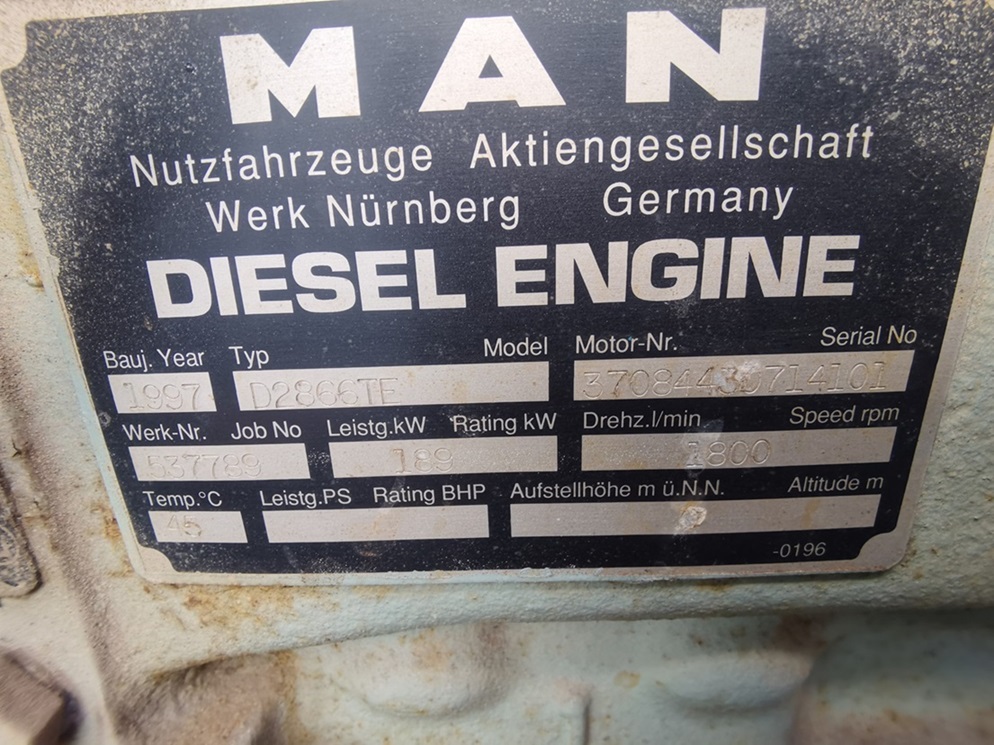 MAN
Nutzfahrzeuge Aktiengesellschaft
Werk Nürnberg Germany
DIESEL ENGINE
Bauj. Year Typ Model Motor-Nr. Serial No
1997 D2866TE
Werk-Nr. Job No Leistg.kW Rating kW Drehz.l/min Speed rpm
537789 189 1800
Temp.°C Leistg.PS Rating BHP Aufstellhöhe m ü.N.N. Altitude m
45
-0196